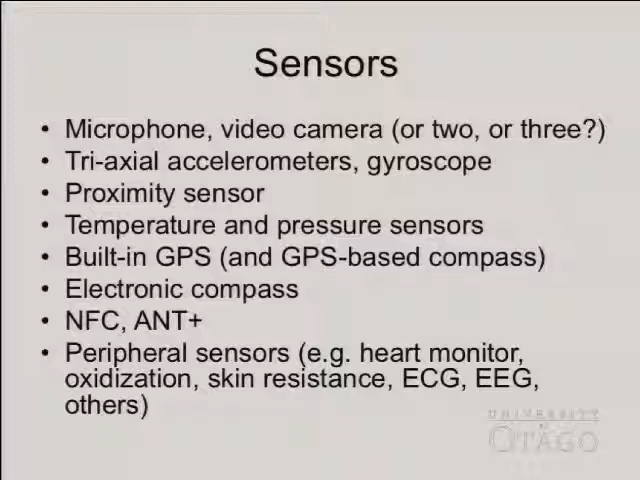 Sensors
• Microphone, video camera (or two, or three?)
• Tri-axial accelerometers, gyroscope
• Proximity sensor
• Temperature and pressure sensors
• Built-in GPS (and GPS-based compass)
• Electronic compass
• NFC, ANT+
• Peripheral sensors (e.g. heart monitor,
oxidization, skin resistance, ECG, EEG,
others)
UNIVERSITY
OTAGO